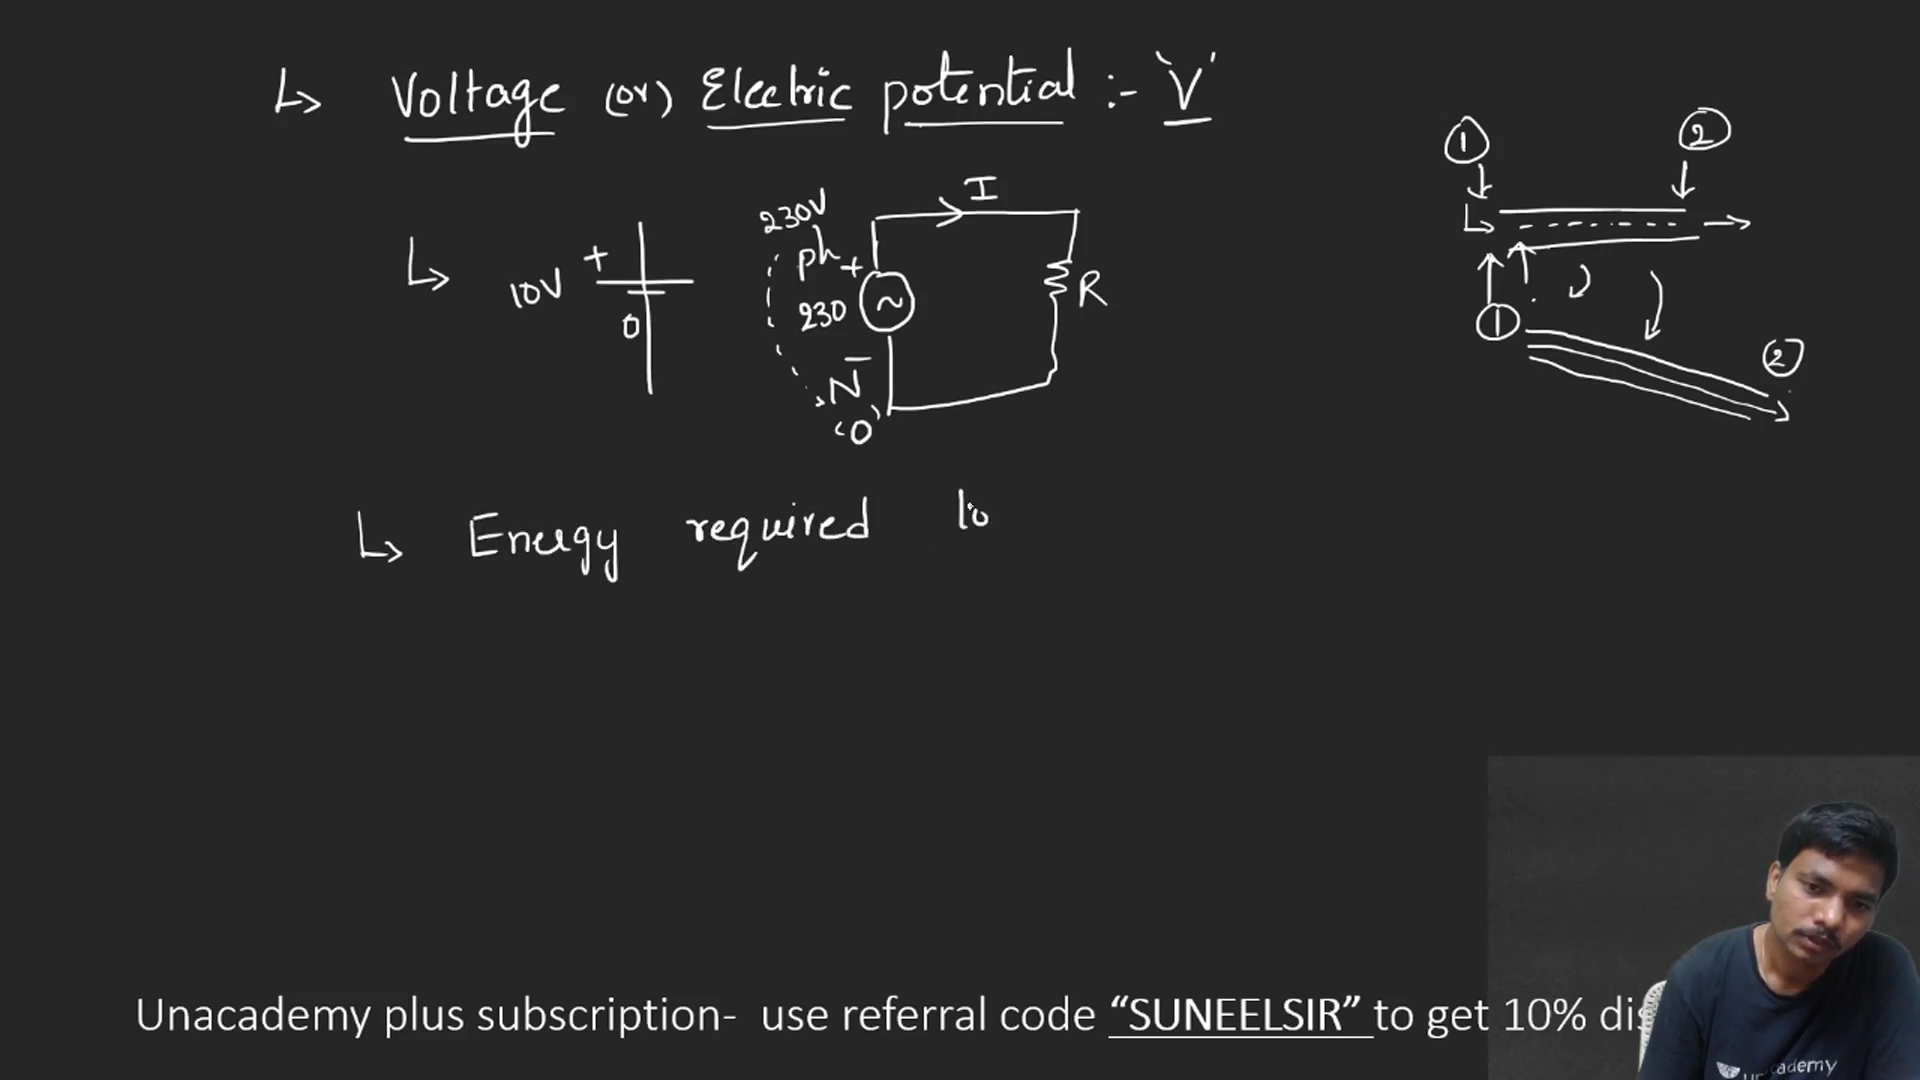 ↳ Voltage (or) Electric potential :- 'V'
↳ 10V + 0
230V
ph +
230 ~
–
N
'0'
I
R
① ②
① ②
↳ Energy required to
Unacademy plus subscription- use referral code “SUNEELSIR” to get 10% dis